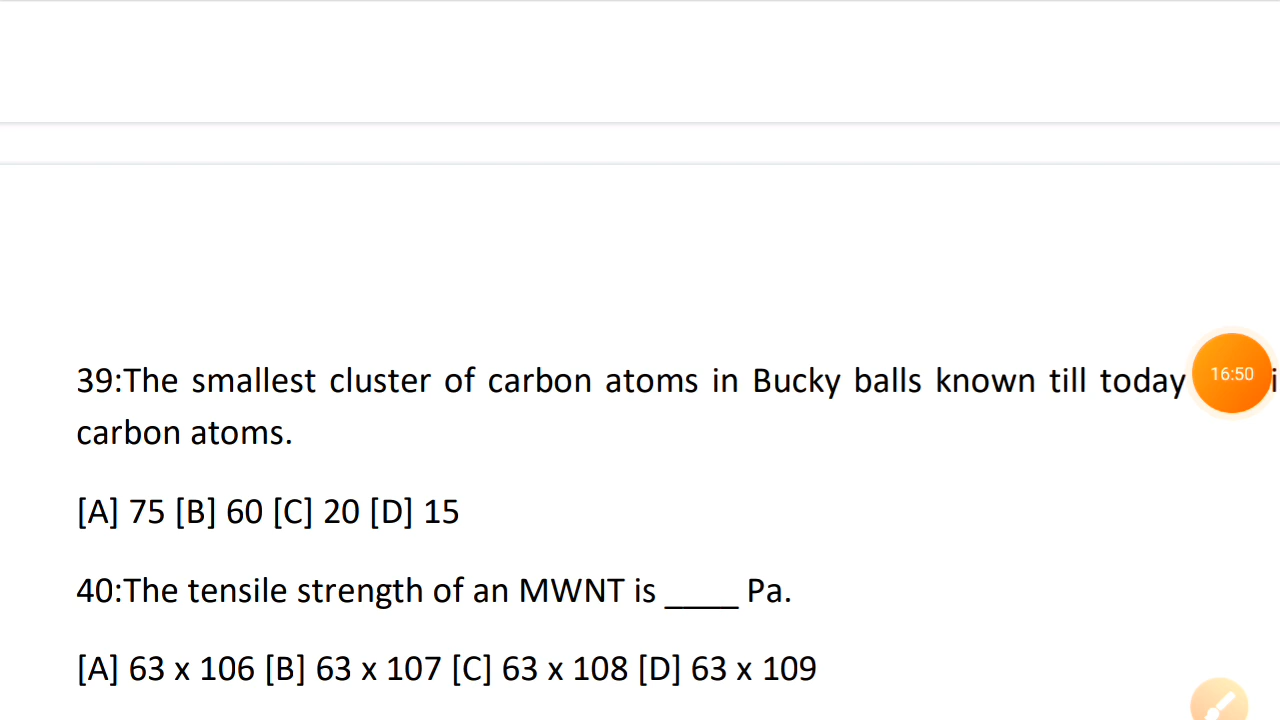 39:The smallest cluster of carbon atoms in Bucky balls known till today
16:50
carbon atoms.
[A] 75 [B] 60 [C] 20 [D] 15
40:The tensile strength of an MWNT is ____ Pa.
[A] 63 x 106 [B] 63 x 107 [C] 63 x 108 [D] 63 x 109